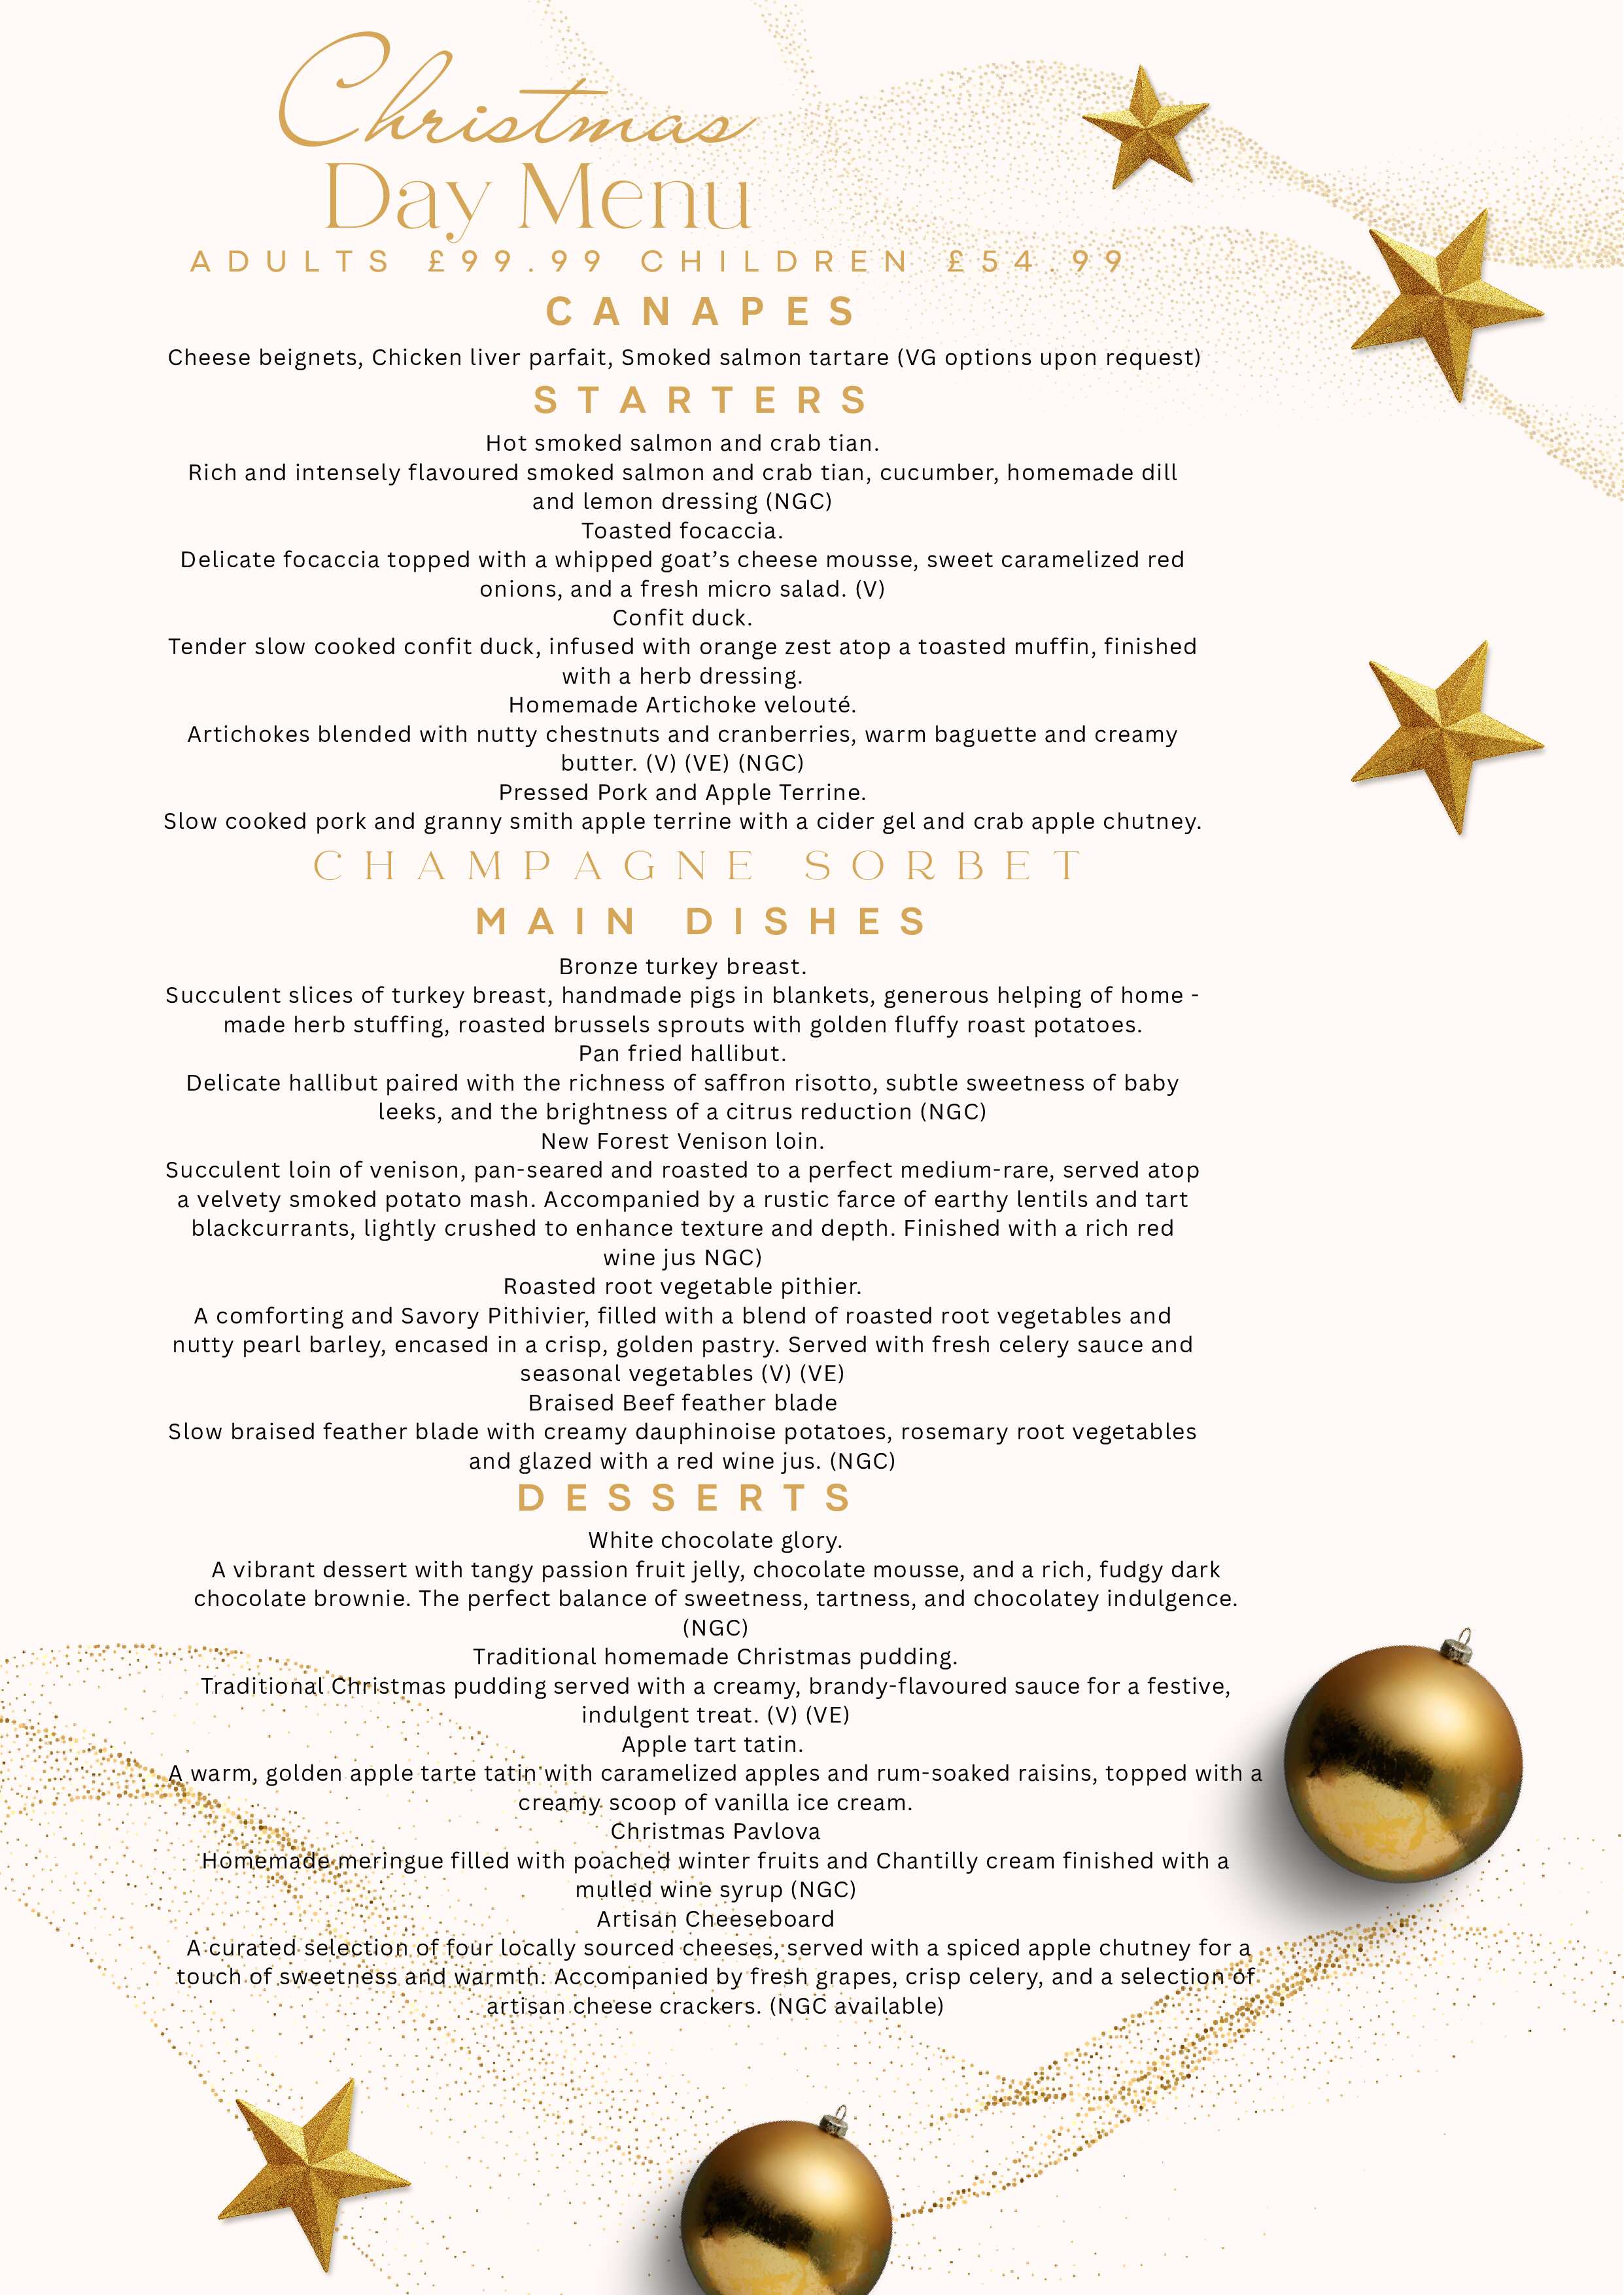 Christmas
Day Menu
ADULTS £99.99 CHILDREN £54.99
CANAPES
Cheese beignets, Chicken liver parfait, Smoked salmon tartare (VG options upon request)
STARTERS
Hot smoked salmon and crab tian.
Rich and intensely flavoured smoked salmon and crab tian, cucumber, homemade dill
and lemon dressing (NGC)
Toasted focaccia.
Delicate focaccia topped with a whipped goat’s cheese mousse, sweet caramelized red
onions, and a fresh micro salad. (V)
Confit duck.
Tender slow cooked confit duck, infused with orange zest atop a toasted muffin, finished
with a herb dressing.
Homemade Artichoke velouté.
Artichokes blended with nutty chestnuts and cranberries, warm baguette and creamy
butter. (V) (VE) (NGC)
Pressed Pork and Apple Terrine.
Slow cooked pork and granny smith apple terrine with a cider gel and crab apple chutney.
CHAMPAGNE SORBET
MAIN DISHES
Bronze turkey breast.
Succulent slices of turkey breast, handmade pigs in blankets, generous helping of home -
made herb stuffing, roasted brussels sprouts with golden fluffy roast potatoes.
Pan fried hallibut.
Delicate hallibut paired with the richness of saffron risotto, subtle sweetness of baby
leeks, and the brightness of a citrus reduction (NGC)
New Forest Venison loin.
Succulent loin of venison, pan-seared and roasted to a perfect medium-rare, served atop
a velvety smoked potato mash. Accompanied by a rustic farce of earthy lentils and tart
blackcurrants, lightly crushed to enhance texture and depth. Finished with a rich red
wine jus NGC)
Roasted root vegetable pithier.
A comforting and Savory Pithivier, filled with a blend of roasted root vegetables and
nutty pearl barley, encased in a crisp, golden pastry. Served with fresh celery sauce and
seasonal vegetables (V) (VE)
Braised Beef feather blade
Slow braised feather blade with creamy dauphinoise potatoes, rosemary root vegetables
and glazed with a red wine jus. (NGC)
DESSERTS
White chocolate glory.
A vibrant dessert with tangy passion fruit jelly, chocolate mousse, and a rich, fudgy dark
chocolate brownie. The perfect balance of sweetness, tartness, and chocolatey indulgence.
(NGC)
Traditional homemade Christmas pudding.
Traditional Christmas pudding served with a creamy, brandy-flavoured sauce for a festive,
indulgent treat. (V) (VE)
Apple tart tatin.
A warm, golden apple tarte tatin with caramelized apples and rum-soaked raisins, topped with a
creamy scoop of vanilla ice cream.
Christmas Pavlova
Homemade meringue filled with poached winter fruits and Chantilly cream finished with a
mulled wine syrup (NGC)
Artisan Cheeseboard
A curated selection of four locally sourced cheeses, served with a spiced apple chutney for a
touch of sweetness and warmth. Accompanied by fresh grapes, crisp celery, and a selection of
artisan cheese crackers. (NGC available)